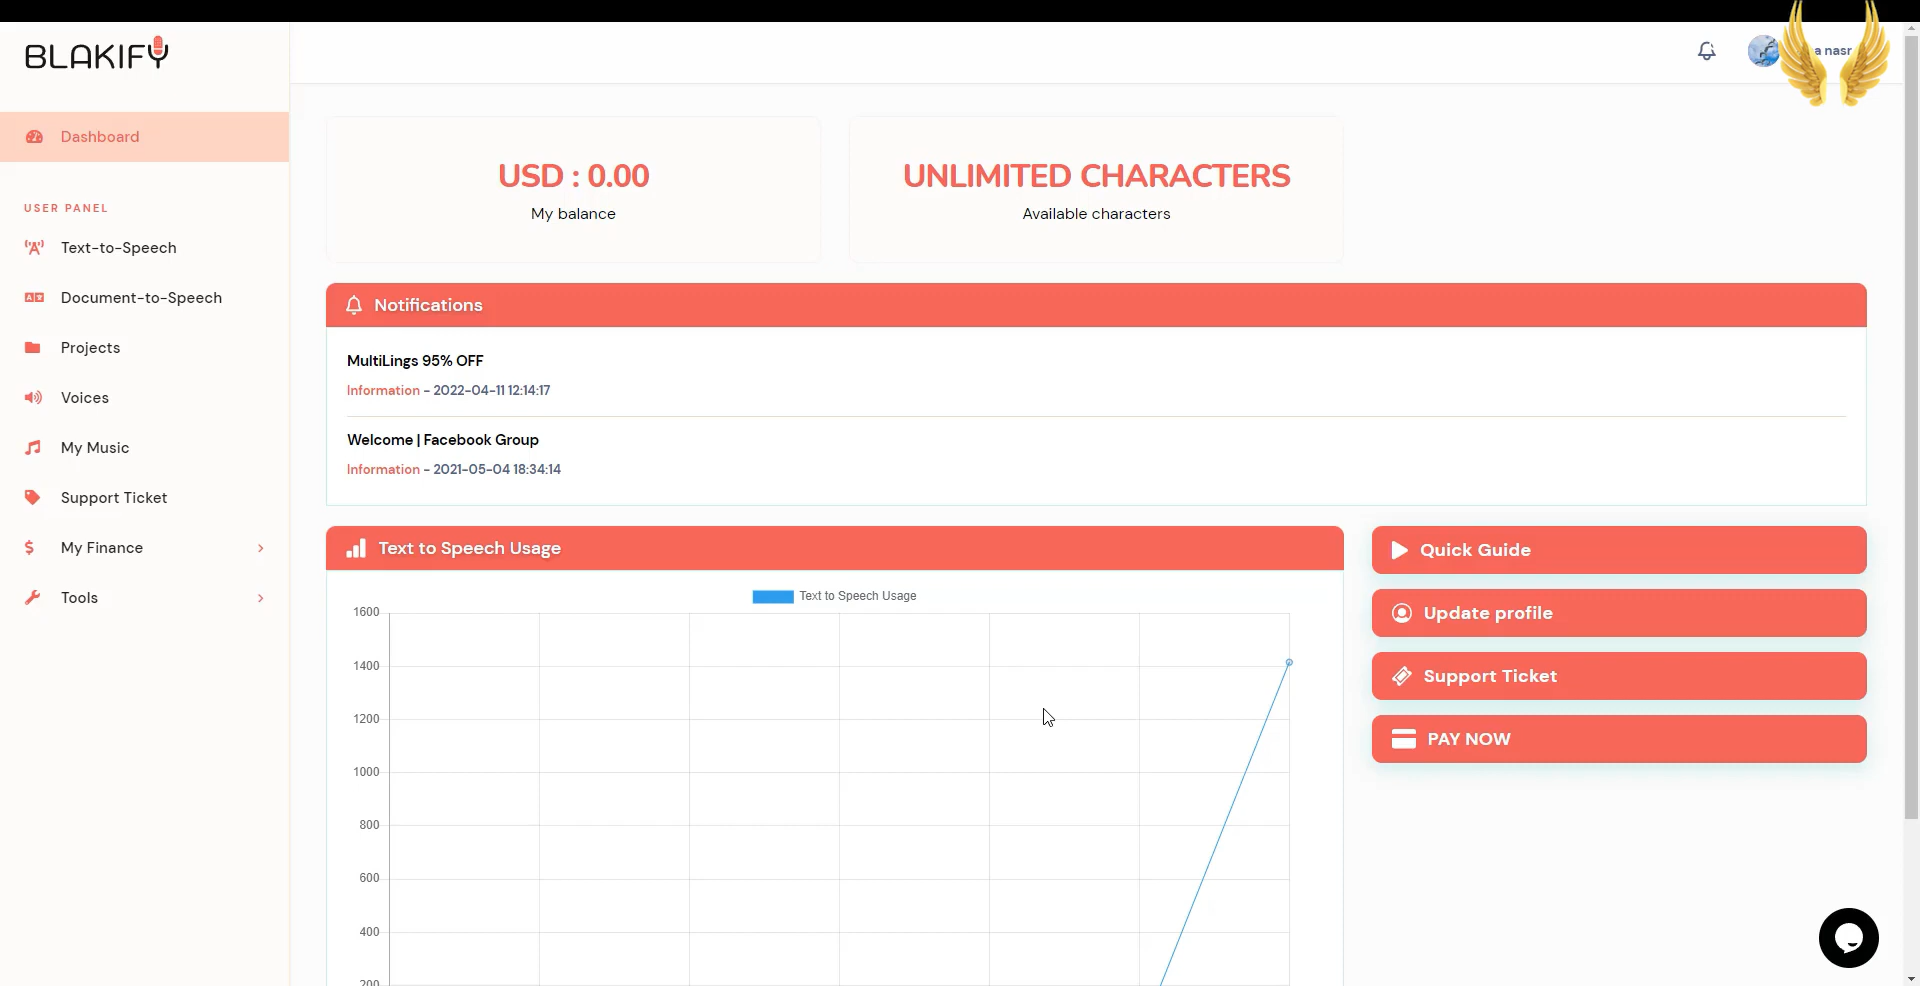 BLAKIFY
a nasr
Dashboard
USER PANEL
Text-to-Speech
Document-to-Speech
Projects
Voices
My Music
Support Ticket
My Finance
Tools
USD : 0.00
My balance
UNLIMITED CHARACTERS
Available characters
Notifications
MultiLings 95% OFF
Information - 2022-04-11 12:14:17
Welcome | Facebook Group
Information - 2021-05-04 18:34:14
Text to Speech Usage
Text to Speech Usage
1600
1400
1200
1000
800
600
400
200
Quick Guide
Update profile
Support Ticket
PAY NOW